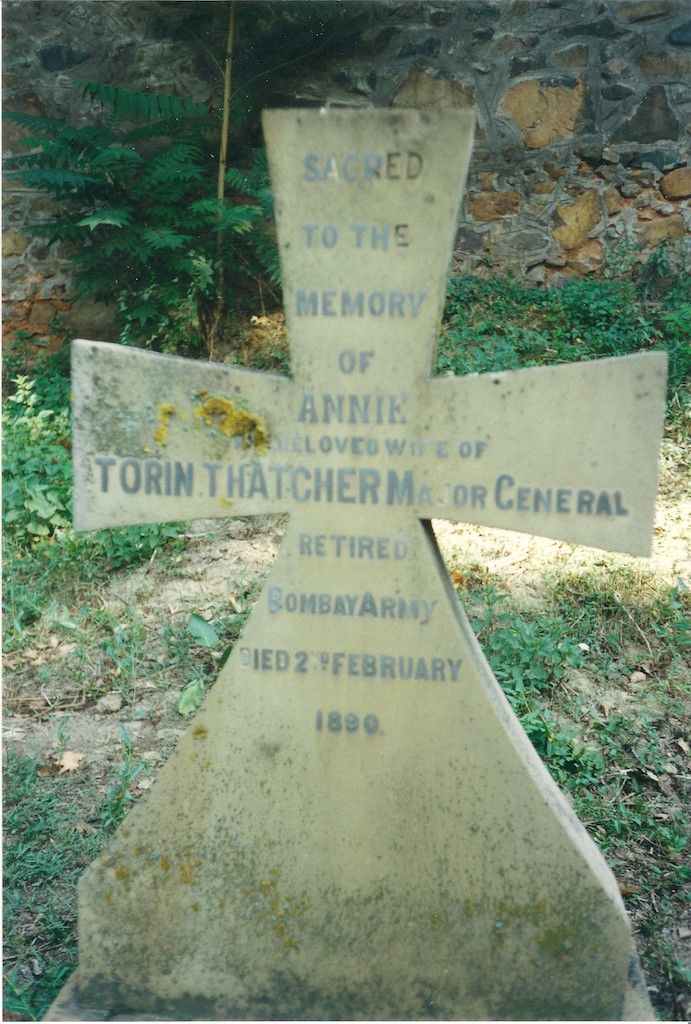 SACRED
TO THE
MEMORY
OF
ANNIE
BELOVED WIFE OF
TORIN.THATCHER MAJOR GENERAL
RETIRED
BOMBAY ARMY
DIED 2ND FEBRUARY
1890.